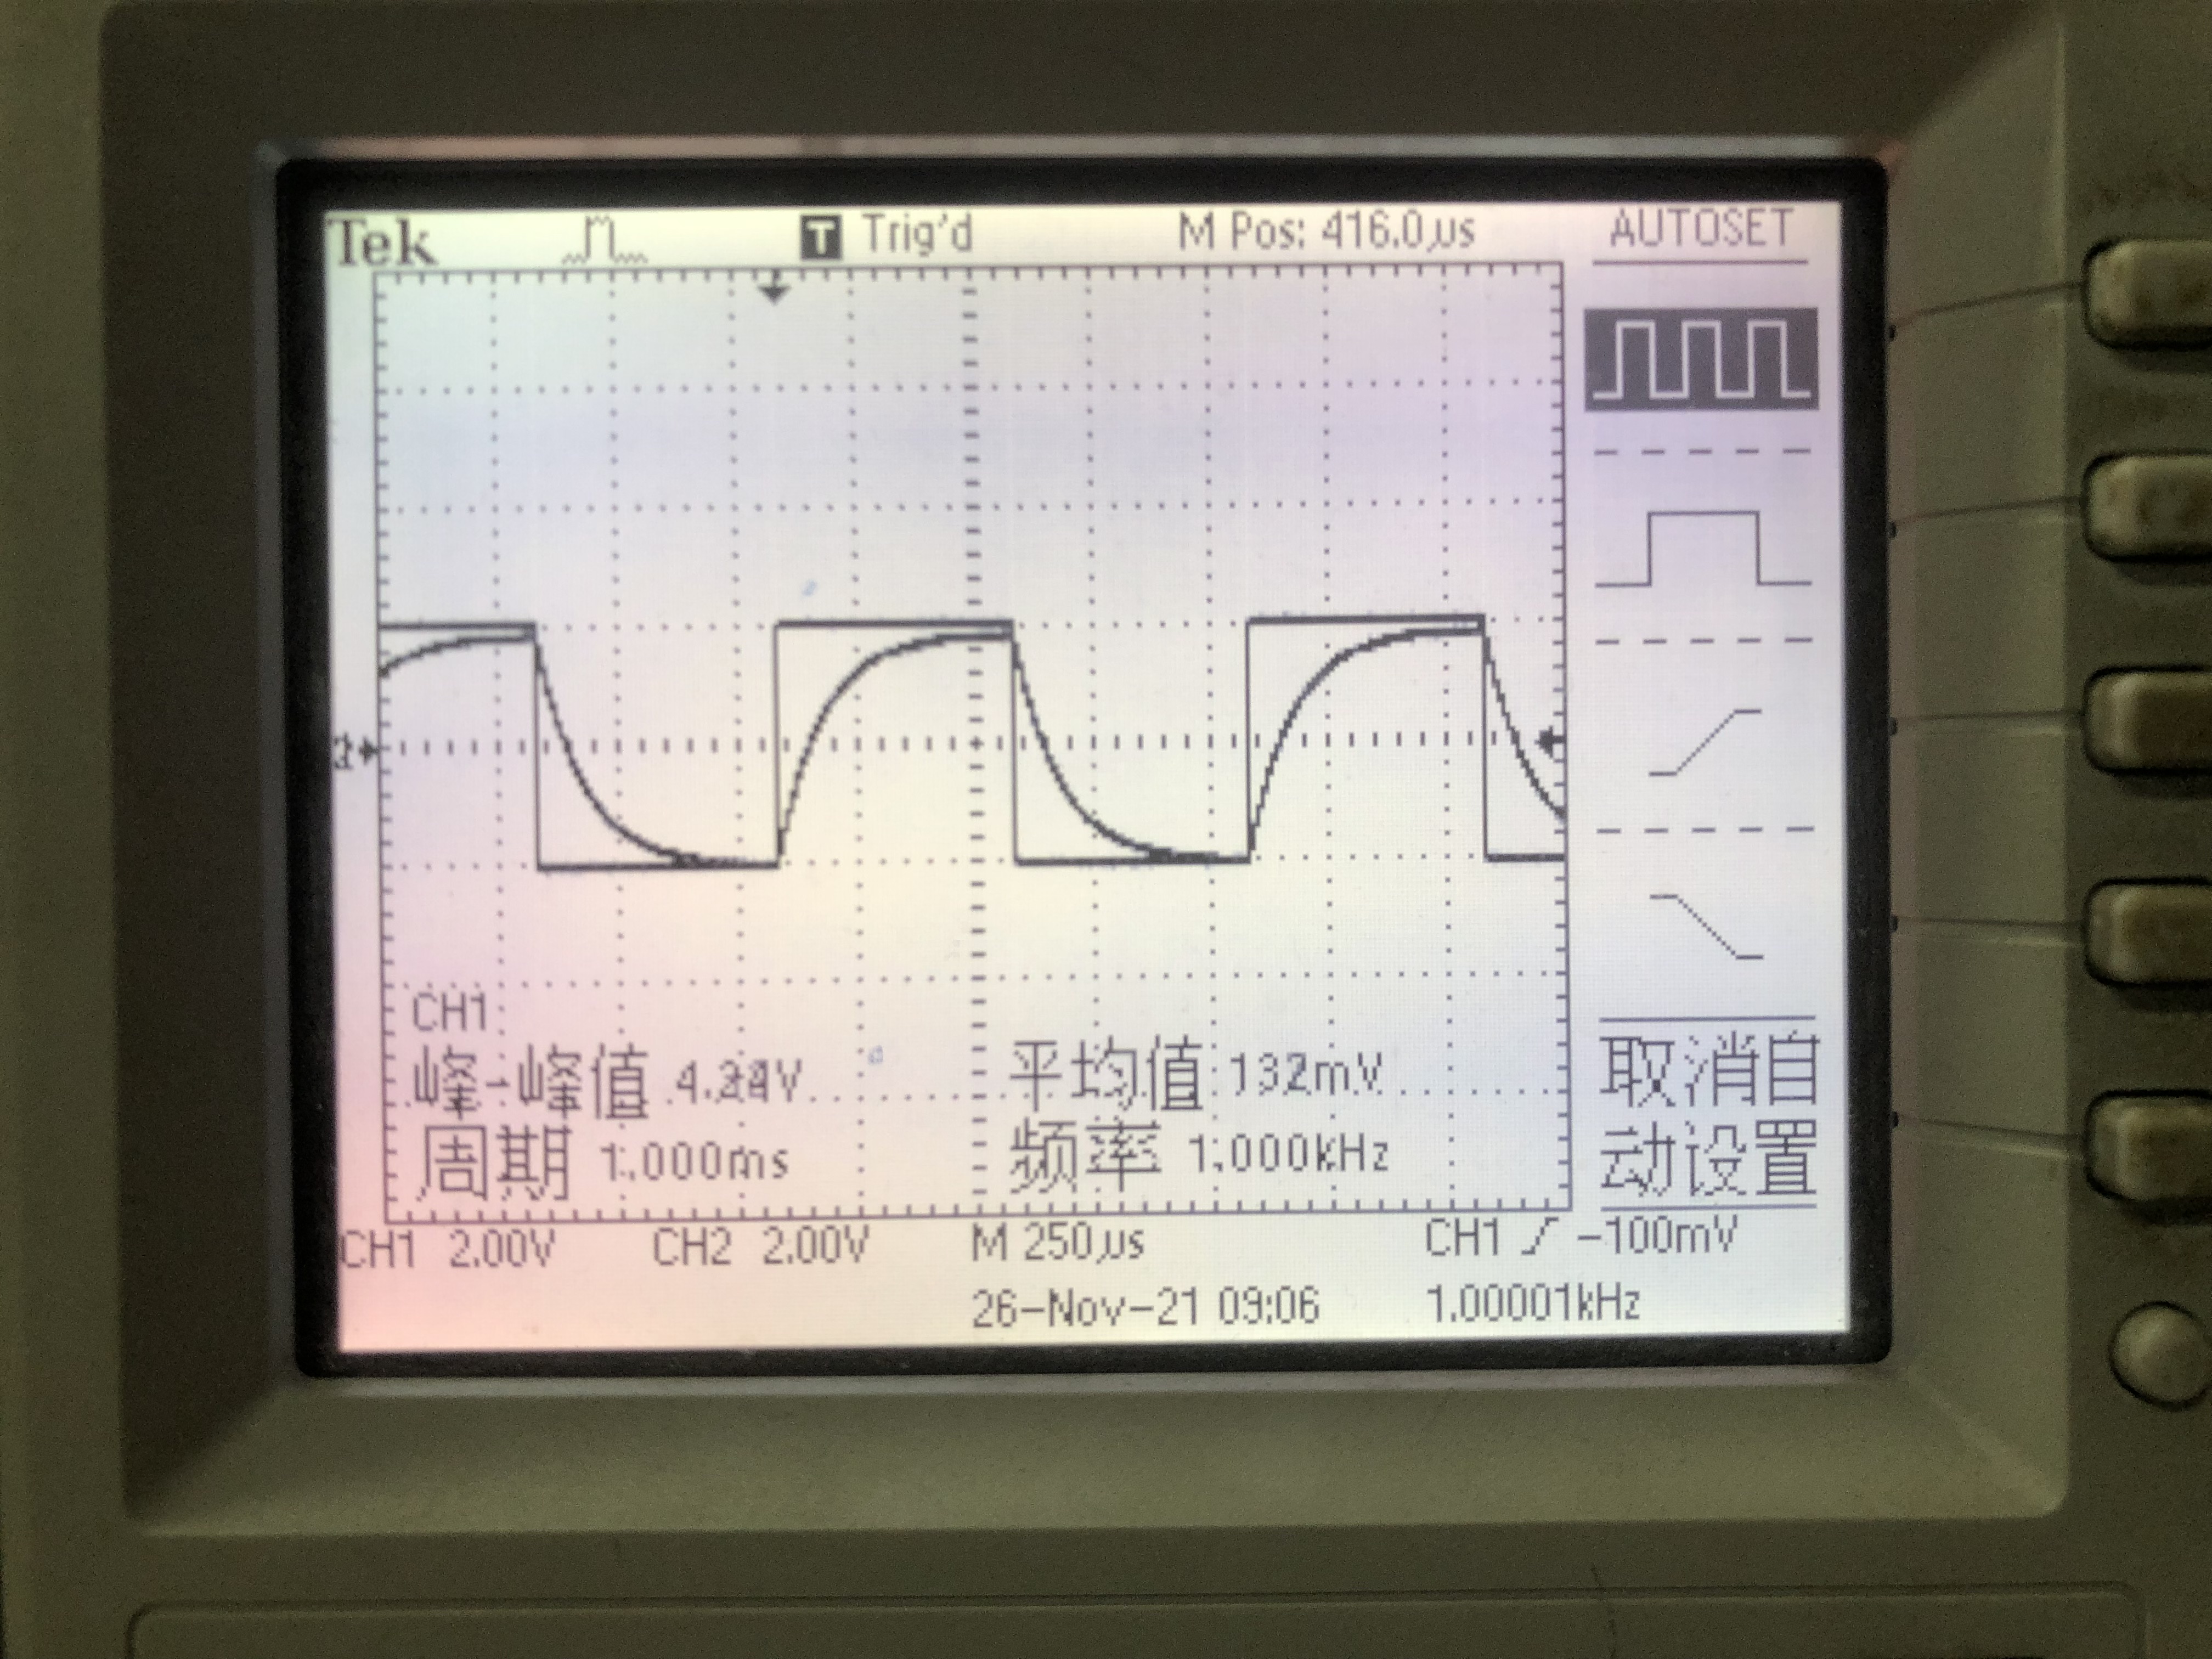 Tek T Trig'd M Pos: 416.0µs AUTOSET
CH1
峰-峰值 平均值 132mV 取消自
周期 1.000ms 频率 1.000kHz 动设置
CH1 2.00V CH2 2.00V M 250µs CH1 -100mV
26-Nov-21 09:06 1.00001kHz